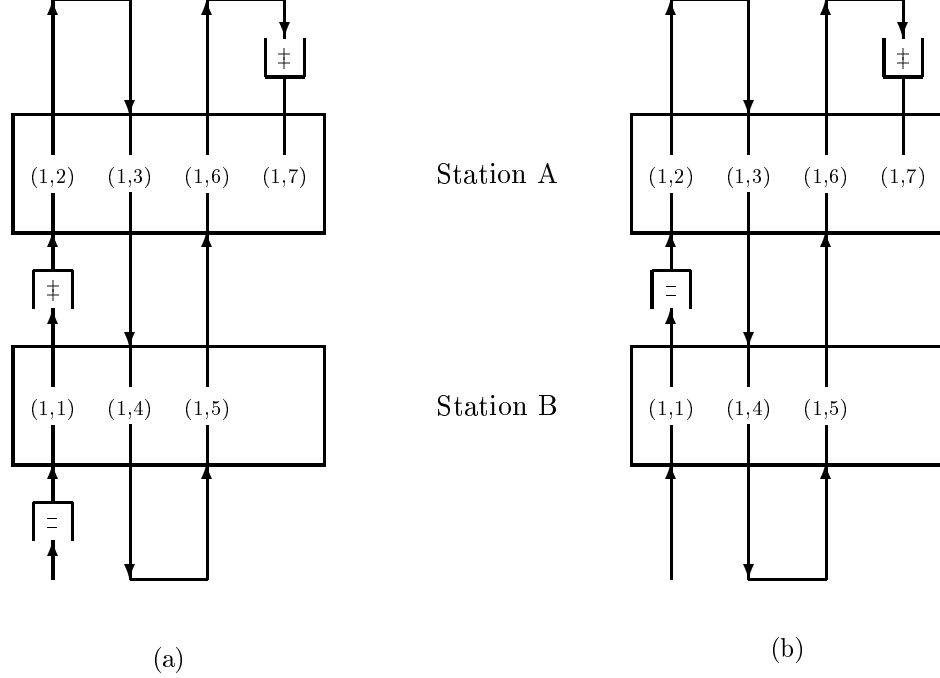 ‡ ‡
(1,2) (1,3) (1,6) (1,7) Station A (1,2) (1,3) (1,6) (1,7)
‡ =
(1,1) (1,4) (1,5) Station B (1,1) (1,4) (1,5)
=
(a) (b)